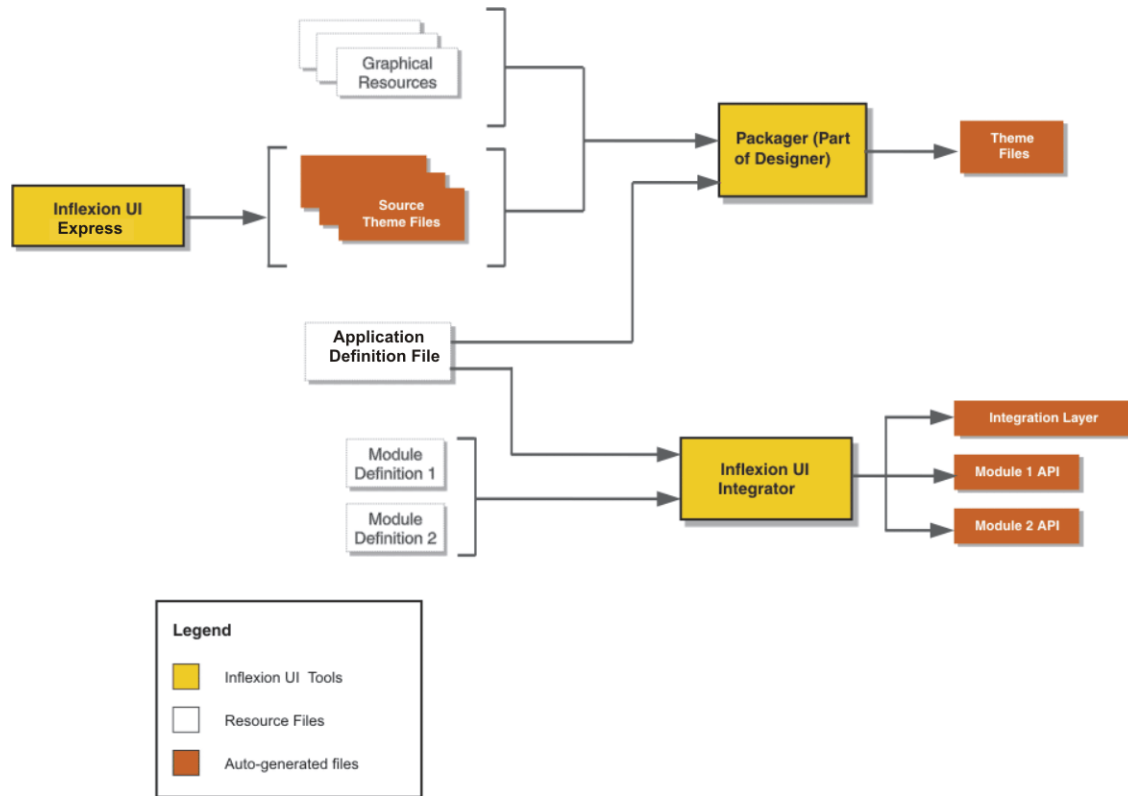 Graphical
Resources
Packager (Part
of Designer)
Theme
Files
Inflexion UI
Express
Source
Theme Files
Application
Definition File
Module
Definition 1
Module
Definition 2
Inflexion UI
Integrator
Integration Layer
Module 1 API
Module 2 API
Legend
Inflexion UI Tools
Resource Files
Auto-generated files